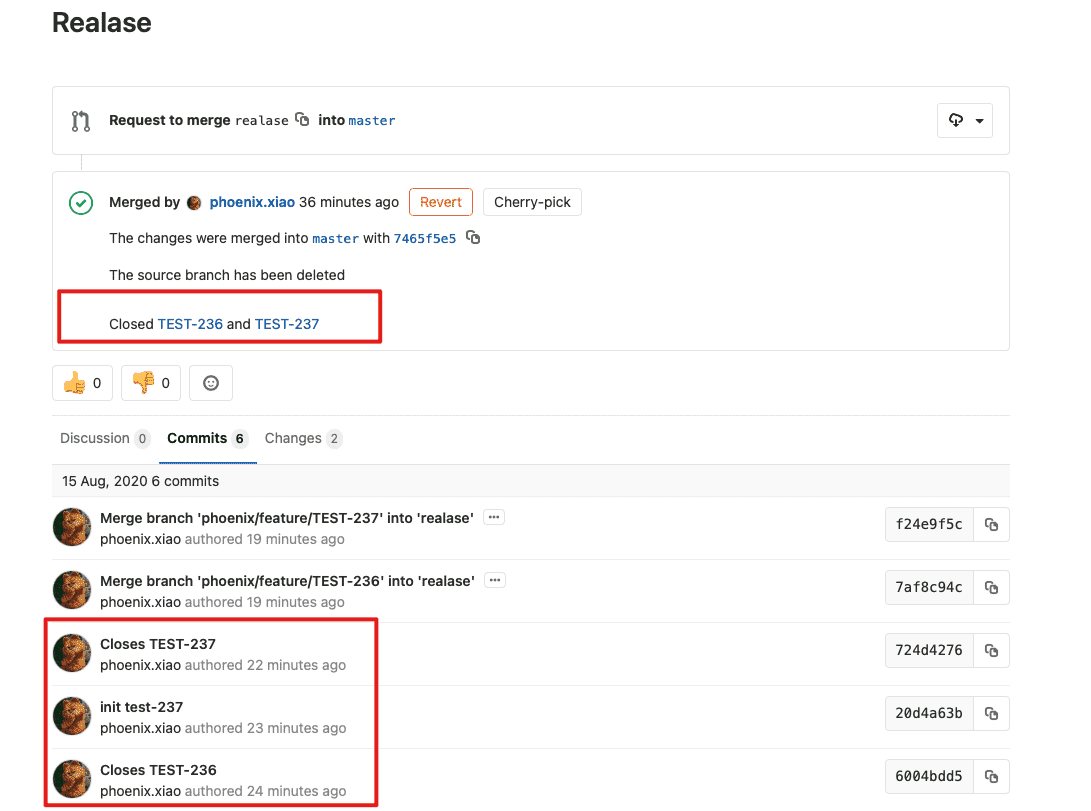 Realase
Request to merge realase into master
Merged by phoenix.xiao 36 minutes ago Revert Cherry-pick
The changes were merged into master with 7465f5e5
The source branch has been deleted
Closed TEST-236 and TEST-237
0 0
Discussion 0 Commits 6 Changes 2
15 Aug, 2020 6 commits
Merge branch 'phoenix/feature/TEST-237' into 'realase'
phoenix.xiao authored 19 minutes ago
f24e9f5c
Merge branch 'phoenix/feature/TEST-236' into 'realase'
phoenix.xiao authored 19 minutes ago
7af8c94c
Closes TEST-237
phoenix.xiao authored 22 minutes ago
724d4276
init test-237
phoenix.xiao authored 23 minutes ago
20d4a63b
Closes TEST-236
phoenix.xiao authored 24 minutes ago
6004bdd5